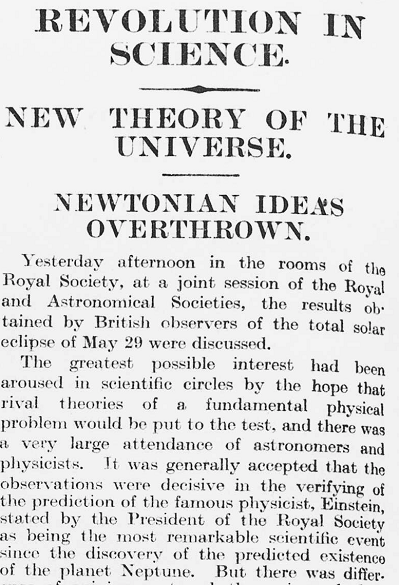 REVOLUTION IN
SCIENCE.
NEW THEORY OF THE
UNIVERSE.
NEWTONIAN IDEAS
OVERTHROWN.
Yesterday afternoon in the rooms of the
Royal Society, at a joint session of the Royal
and Astronomical Societies, the results ob-
tained by British observers of the total solar
eclipse of May 29 were discussed.
The greatest possible interest had been
aroused in scientific circles by the hope that
rival theories of a fundamental physical
problem would be put to the test, and there was
a very large attendance of astronomers and
physicists. It was generally accepted that the
observations were decisive in the verifying of
the prediction of the famous physicist, Einstein,
stated by the President of the Royal Society
as being the most remarkable scientific event
since the discovery of the predicted existence
of the planet Neptune. But there was differ-